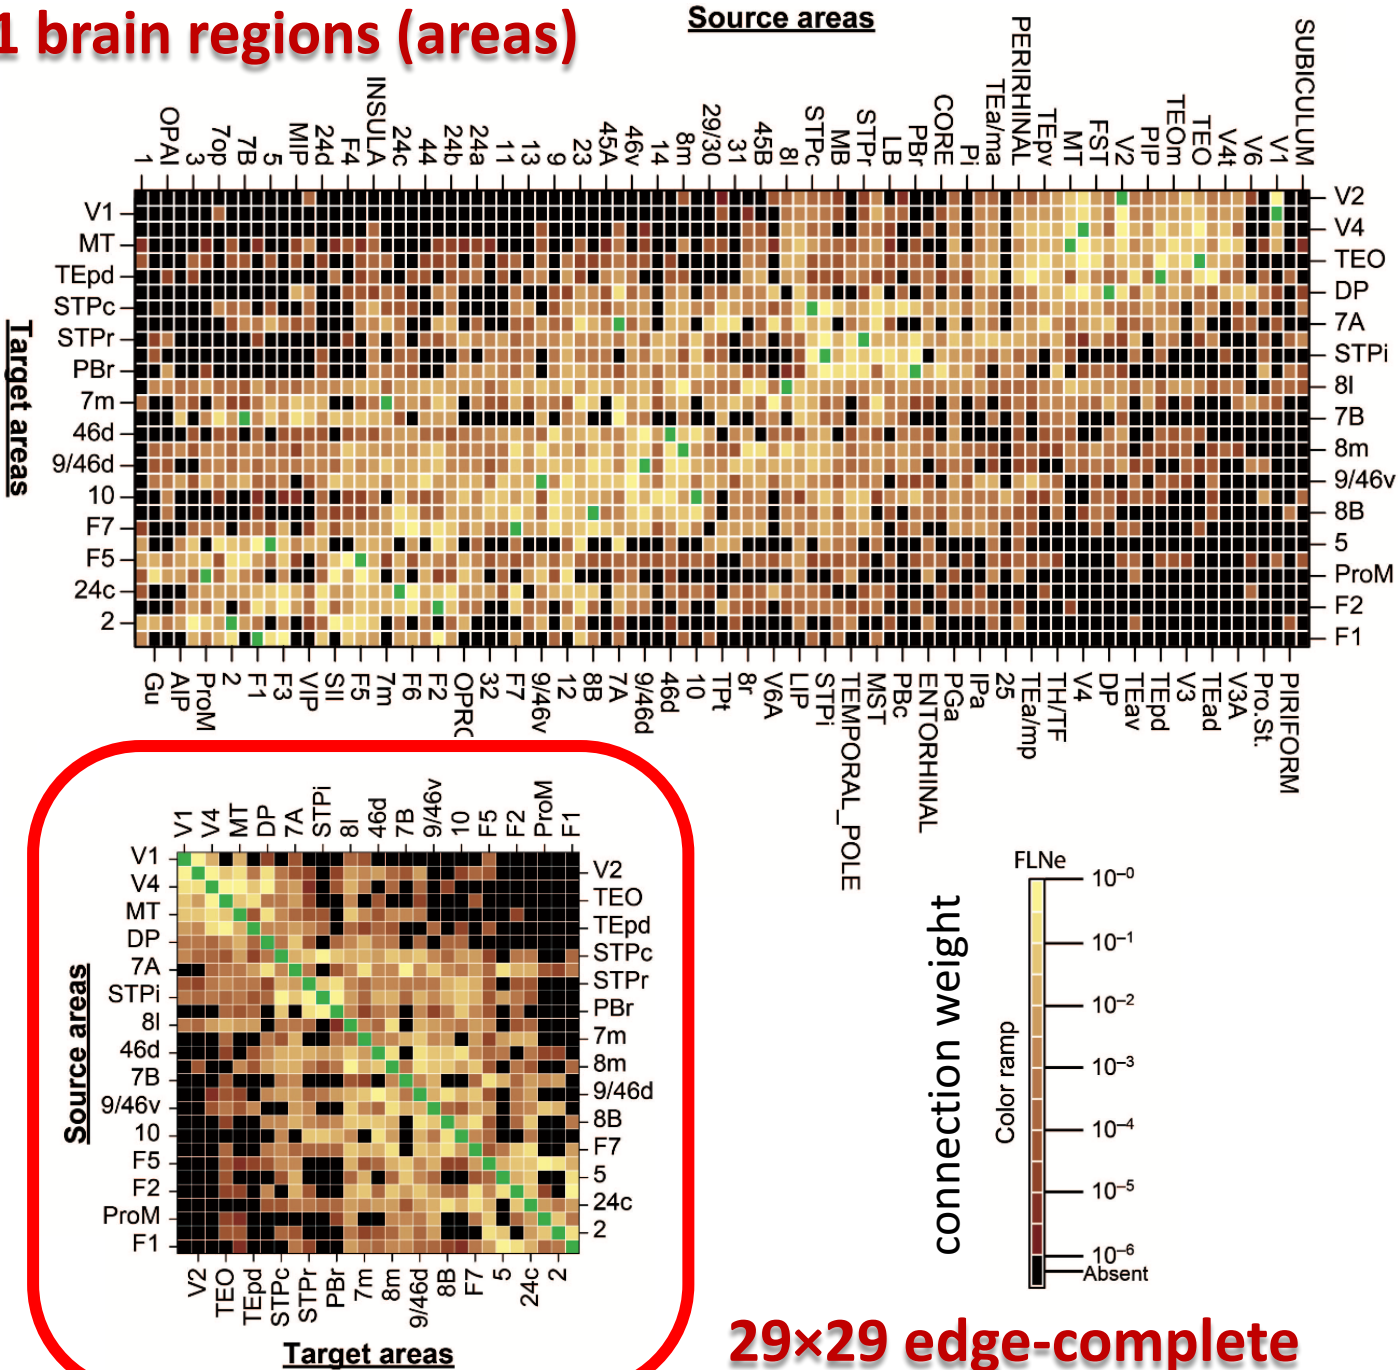 1 brain regions (areas)
Source areas
1 OPAI 3 7op 7B 5 MIP 24d F4 INSULA 24c 44 24b 24a 11 13 9 23 45A 46v 14 8m 29/30 31 45B 8l STPc MB STPr LB PBr CORE Pi TEa/ma PERIRHINAL TEpv MT FST V2 PIP TEOm TEO V4t V6 V1 SUBICULUM
Target areas
V1
MT
TEpd
STPc
STPr
PBr
7m
46d
9/46d
10
F7
F5
24c
2
V2
V4
TEO
DP
7A
STPi
8l
7B
8m
9/46v
8B
5
ProM
F2
F1
Gu AIP ProM 2 F1 F3 VIP SII F5 7m F6 F2 OPRO 32 F7 9/46v 12 8B 7A 9/46d 46d 10 TPt 8r V6A LIP STPi TEMPORAL_POLE MST PBc ENTORHINAL PGa IPa 25 TEa/mp TH/TF V4 DP TEav TEpd V3 TEad V3A Pro.St. PIRIFORM
V1 V4 MT DP 7A STPi 8l 46d 7B 9/46v 10 F5 F2 ProM F1
Source areas
V1
V4
MT
DP
7A
STPi
8l
46d
7B
9/46v
10
F5
F2
ProM
F1
V2
TEO
TEpd
STPc
STPr
PBr
7m
8m
9/46d
8B
F7
5
24c
2
V2 TEO TEpd STPc STPr PBr 7m 8m 9/46d 8B F7 5 24c 2
Target areas
connection weight
Color ramp
FLNe
10⁻⁰
10⁻¹
10⁻²
10⁻³
10⁻⁴
10⁻⁵
10⁻⁶
Absent
29×29 edge-complete